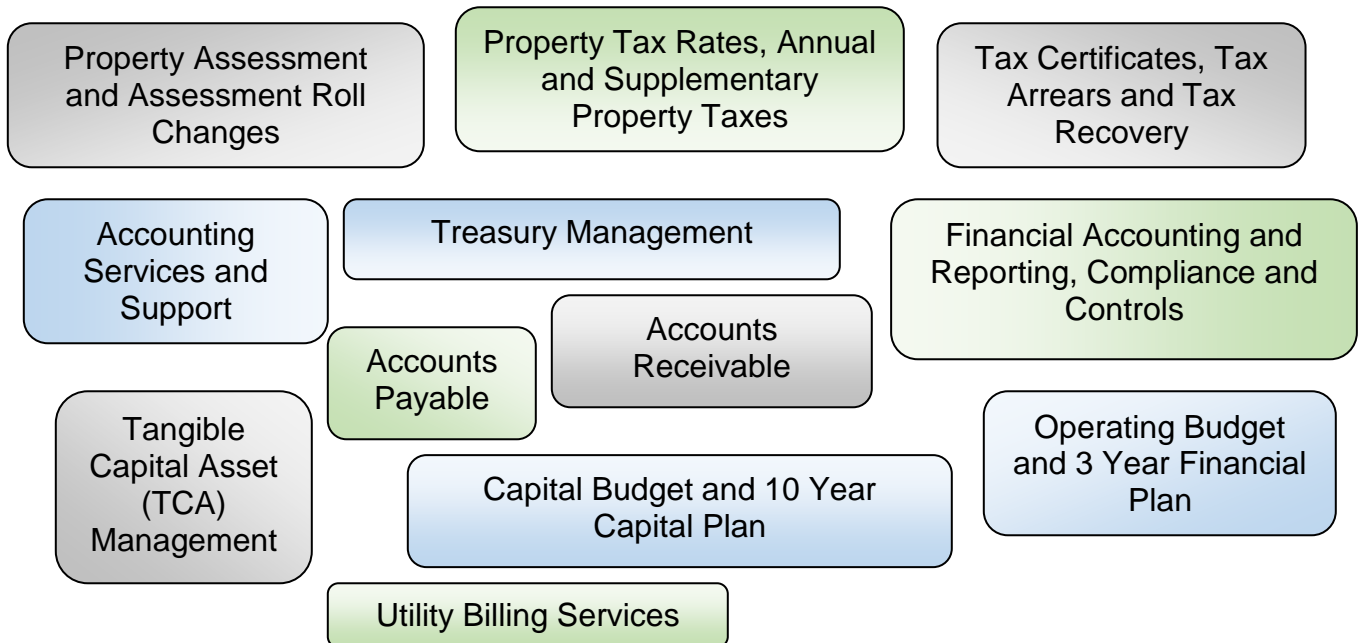 Property Assessment
and Assessment Roll
Changes
Property Tax Rates, Annual
and Supplementary
Property Taxes
Tax Certificates, Tax
Arrears and Tax
Recovery
Accounting
Services and
Support
Treasury Management
Financial Accounting and
Reporting, Compliance and
Controls
Accounts
Payable
Accounts
Receivable
Tangible
Capital Asset
(TCA)
Management
Capital Budget and 10 Year
Capital Plan
Operating Budget
and 3 Year Financial
Plan
Utility Billing Services